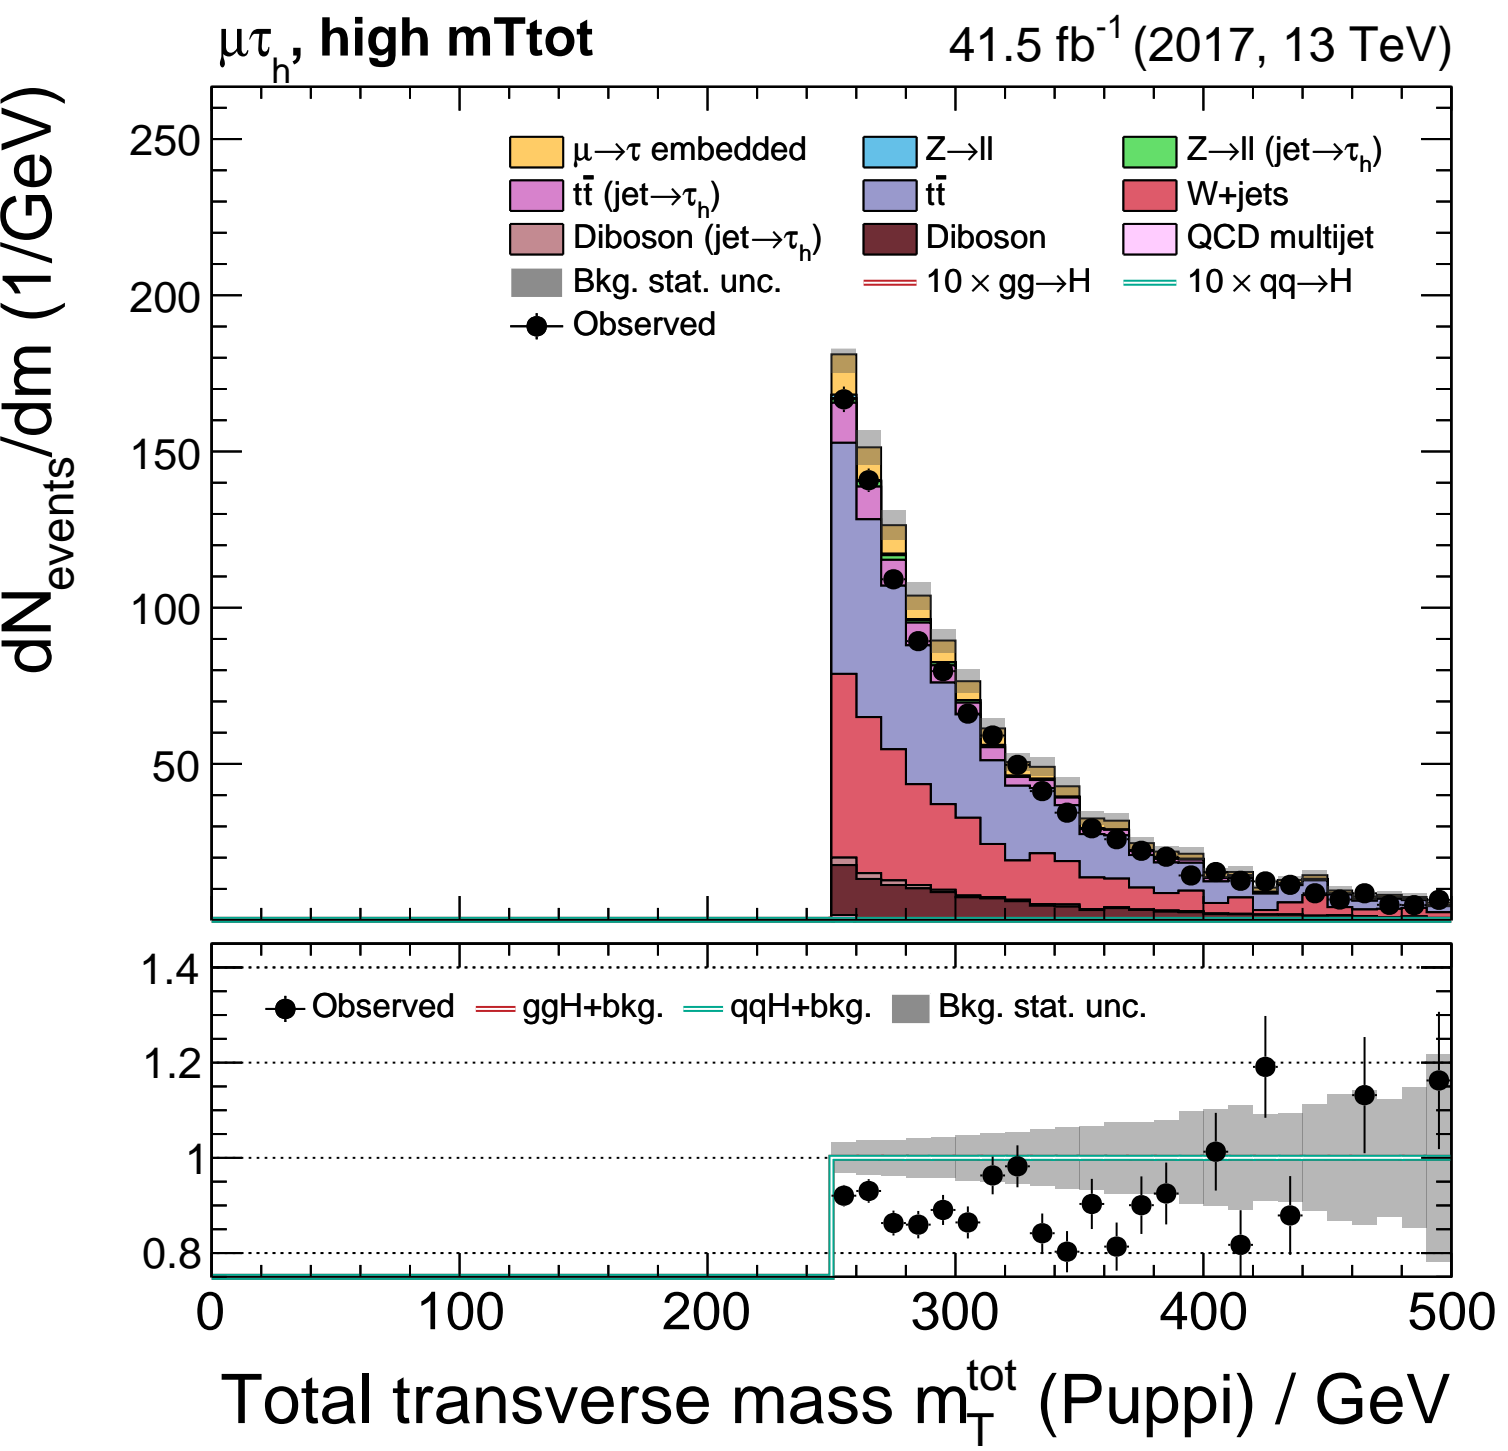 μτh, high mTtot
41.5 fb-1 (2017, 13 TeV)
dNevents/dm (1/GeV)
250
200
150
100
50
μ→τ embedded
Z→ll
Z→ll (jet→τh)
tt̄ (jet→τh)
tt̄
W+jets
Diboson (jet→τh)
Diboson
QCD multijet
Bkg. stat. unc.
10 × gg→H
10 × qq→H
Observed
1.4
1.2
1
0.8
Observed
ggH+bkg.
qqH+bkg.
Bkg. stat. unc.
0
100
200
300
400
500
Total transverse mass mTtot (Puppi) / GeV